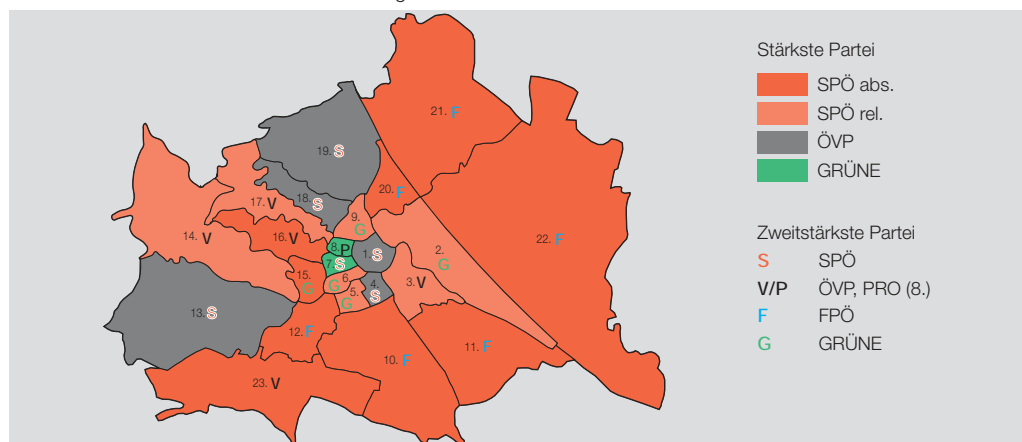 21. F
19. S
20. F
18. S
17. V
9. G
22. F
14. V
16. V
8. P
1. S
2. G
7. S
15. G
6. G
4. S
3. V
5. G
13. S
12. F
10. F
11. F
23. V
Stärkste Partei
SPÖ abs.
SPÖ rel.
ÖVP
GRÜNE
Zweitstärkste Partei
S SPÖ
V/P ÖVP, PRO (8.)
F FPÖ
G GRÜNE